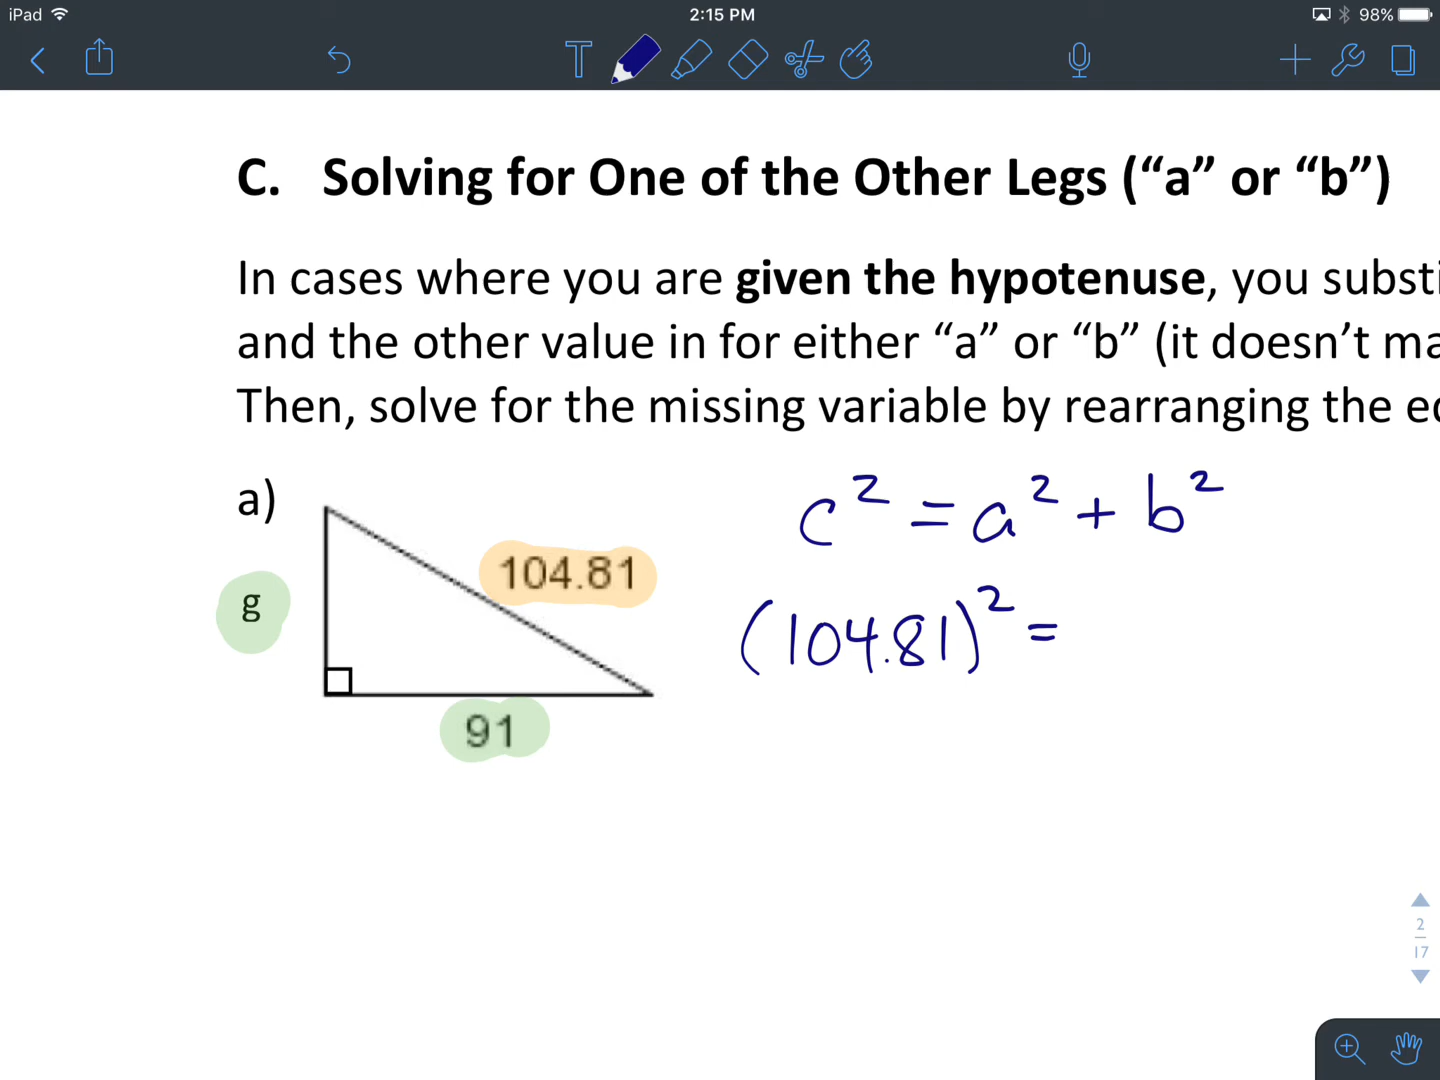 iPad 2:15 PM 98%
T
C. Solving for One of the Other Legs (“a” or “b”)
In cases where you are given the hypotenuse, you substi
and the other value in for either “a” or “b” (it doesn’t ma
Then, solve for the missing variable by rearranging the eq
a)
c² = a² + b²
104.81
g
(104.81)² =
91
2
17